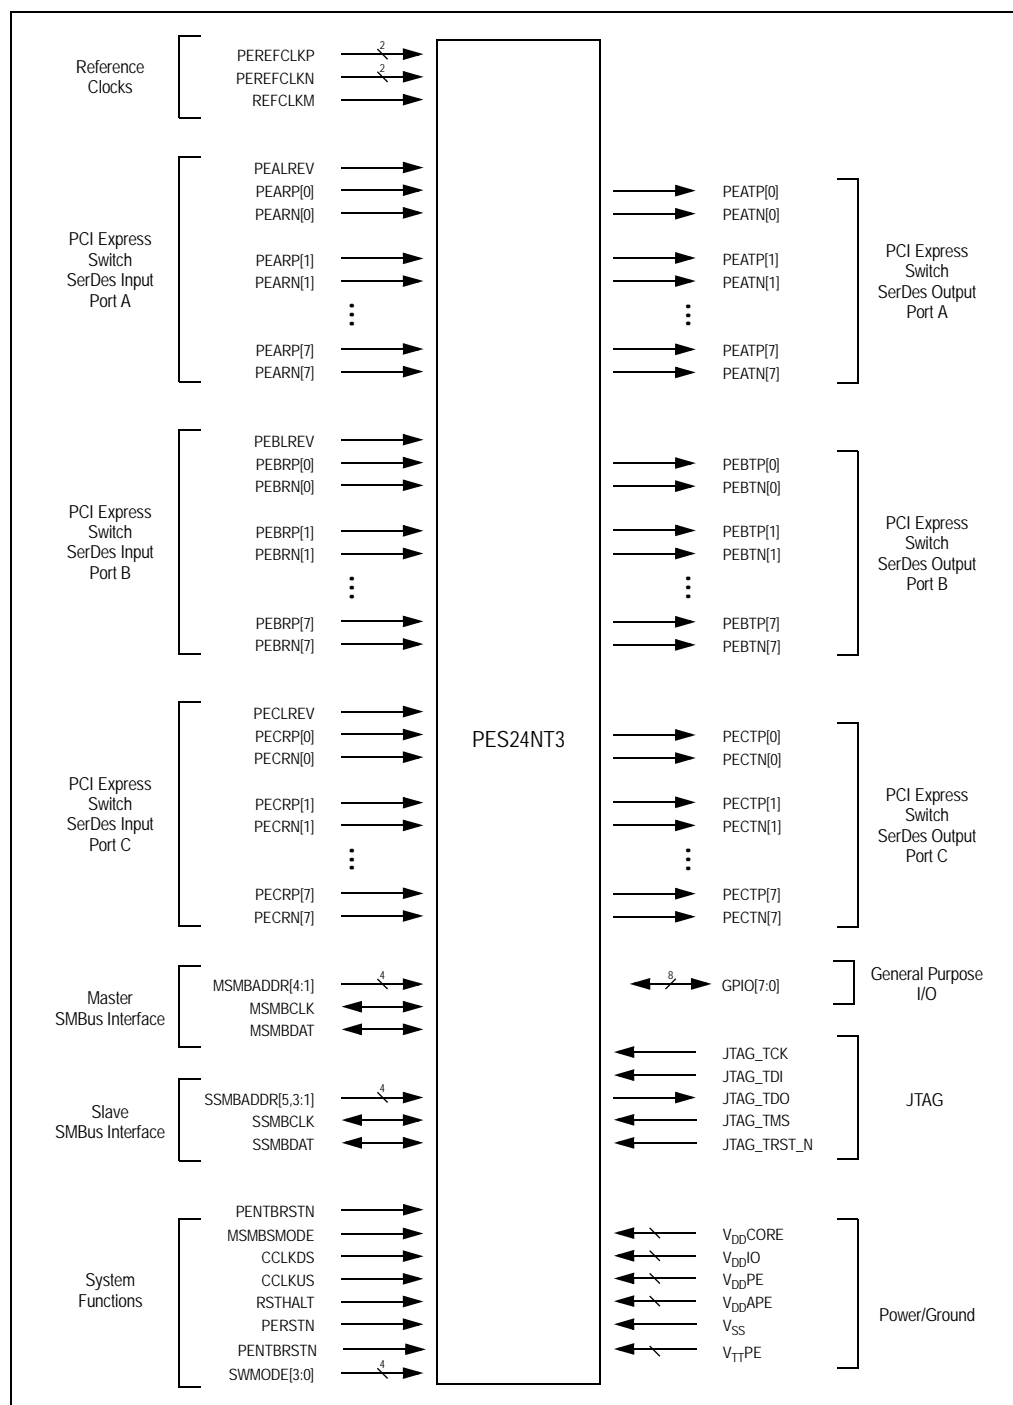 Reference
Clocks
PEREFCLKP
2
PEREFCLKN
2
REFCLKM
PCI Express
Switch
SerDes Input
Port A
PEALREV
PEARP[0]
PEARN[0]
PEARP[1]
PEARN[1]
PEARP[7]
PEARN[7]
PCI Express
Switch
SerDes Input
Port B
PEBLREV
PEBRP[0]
PEBRN[0]
PEBRP[1]
PEBRN[1]
PEBRP[7]
PEBRN[7]
PCI Express
Switch
SerDes Input
Port C
PECLREV
PECRP[0]
PECRN[0]
PECRP[1]
PECRN[1]
PECRP[7]
PECRN[7]
Master
SMBus Interface
MSMBADDR[4:1]
4
MSMBCLK
MSMBDAT
Slave
SMBus Interface
SSMBADDR[5,3:1]
4
SSMBCLK
SSMBDAT
System
Functions
PENTBRSTN
MSMBSMODE
CCLKDS
CCLKUS
RSTHALT
PERSTN
PENTBRSTN
SWMODE[3:0]
4
PES24NT3
PEATP[0]
PEATN[0]
PEATP[1]
PEATN[1]
PEATP[7]
PEATN[7]
PCI Express
Switch
SerDes Output
Port A
PEBTP[0]
PEBTN[0]
PEBTP[1]
PEBTN[1]
PEBTP[7]
PEBTN[7]
PCI Express
Switch
SerDes Output
Port B
PECTP[0]
PECTN[0]
PECTP[1]
PECTN[1]
PECTP[7]
PECTN[7]
PCI Express
Switch
SerDes Output
Port C
8
GPIO[7:0]
General Purpose
I/O
JTAG_TCK
JTAG_TDI
JTAG_TDO
JTAG_TMS
JTAG_TRST_N
JTAG
VDDCORE
VDDIO
VDDPE
VDDAPE
VSS
VTTPE
Power/Ground